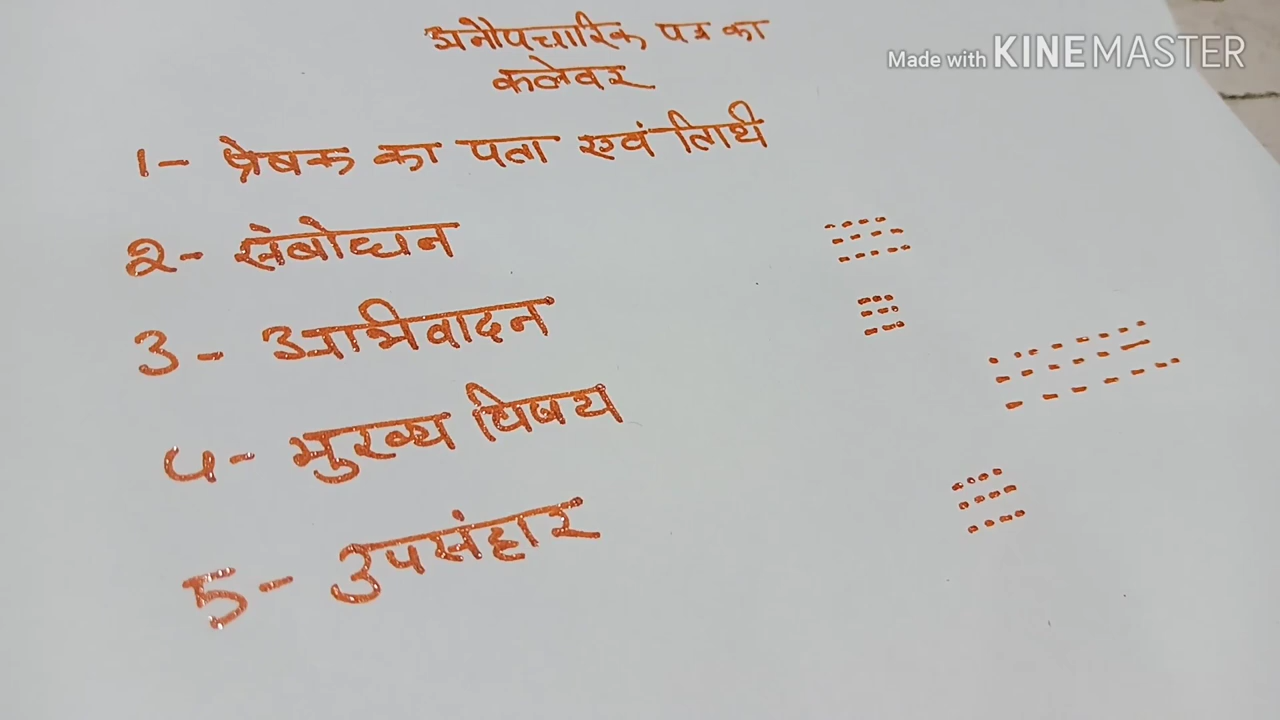 अनौपचारिक पत्र का
कलेवर
Made with KINEMASTER
1- प्रेषक का पता एवं तिथि
2- संबोधन
3- अभिवादन
4- मुख्य विषय
5- उपसंहार